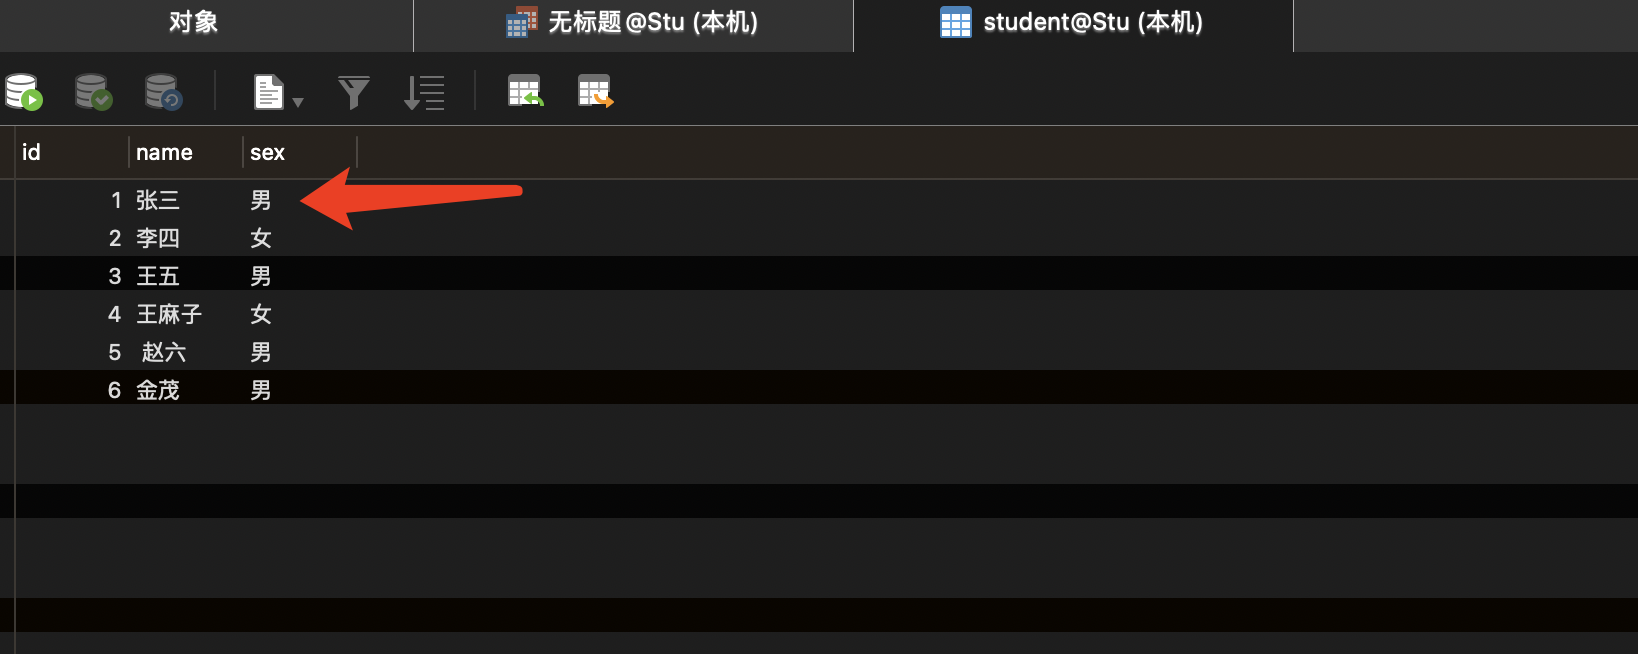 对象 无标题@Stu (本机) student@Stu (本机)
id name sex
1 张三 男
2 李四 女
3 王五 男
4 王麻子 女
5 赵六 男
6 金茂 男